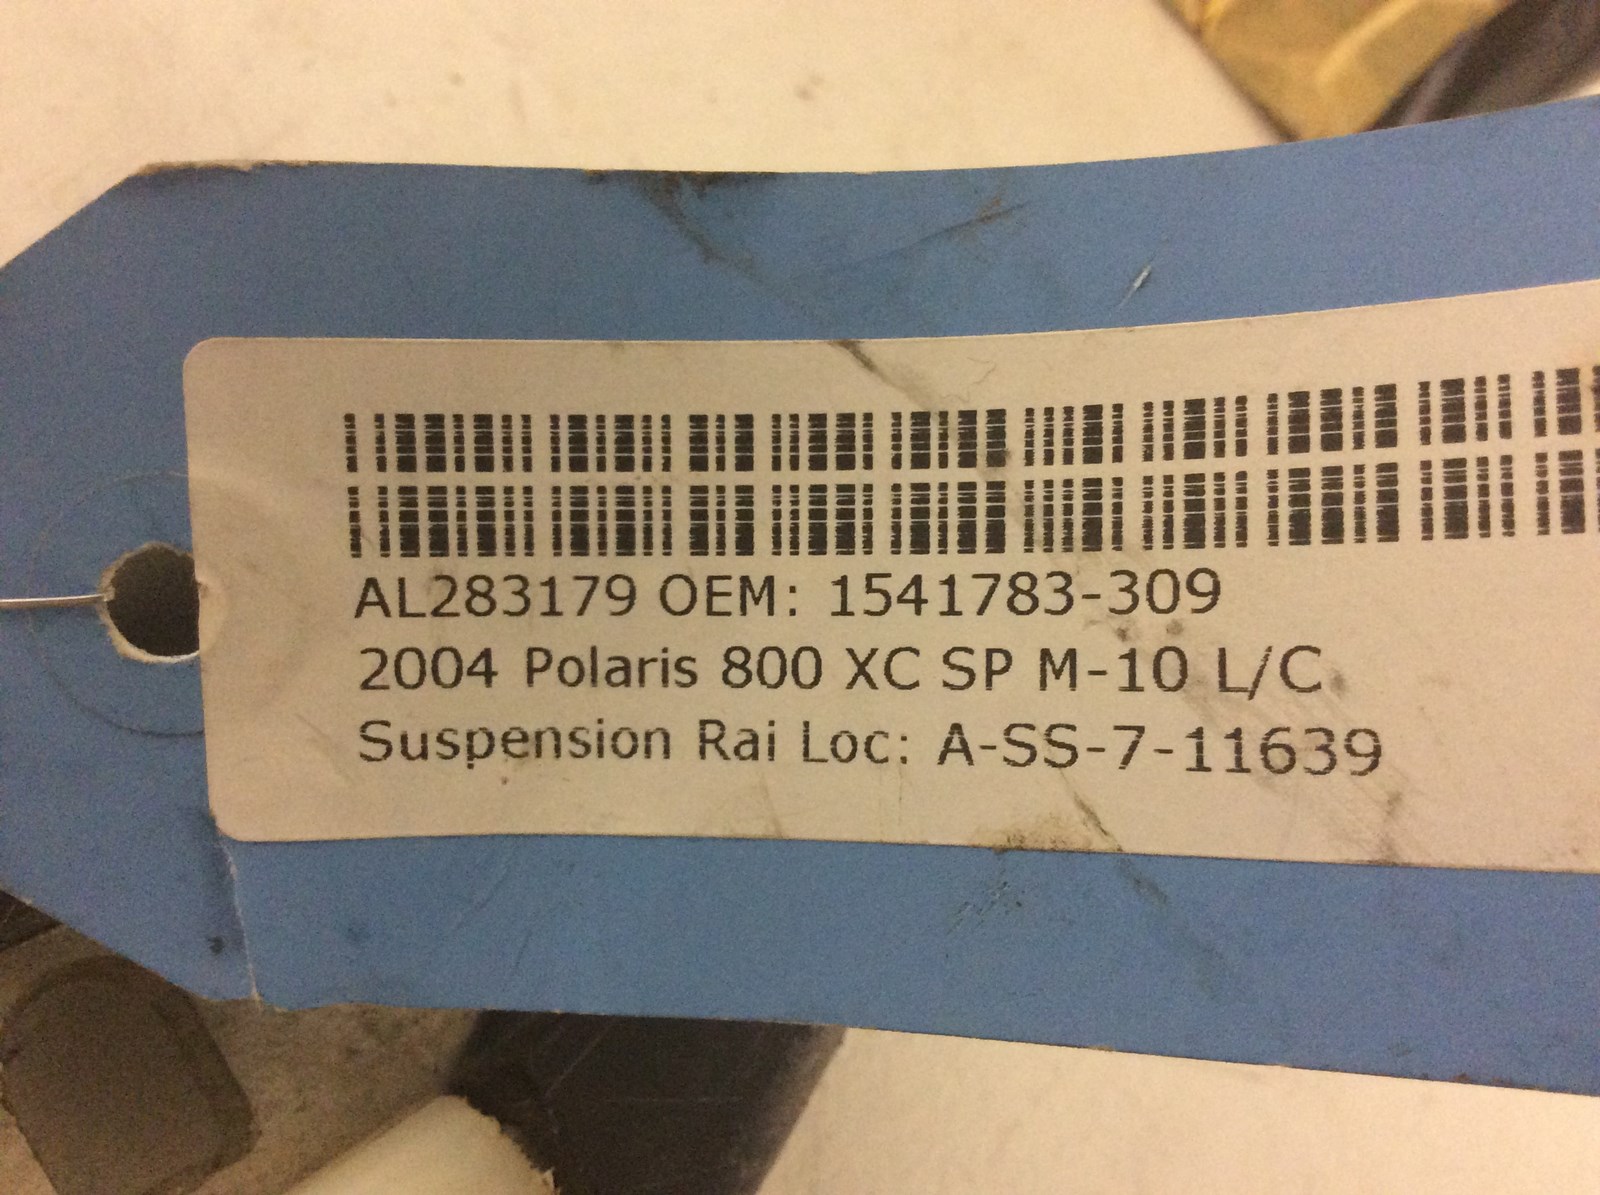 AL283179 OEM: 1541783-309
2004 Polaris 800 XC SP M-10 L/C
Suspension Rai Loc: A-SS-7-11639